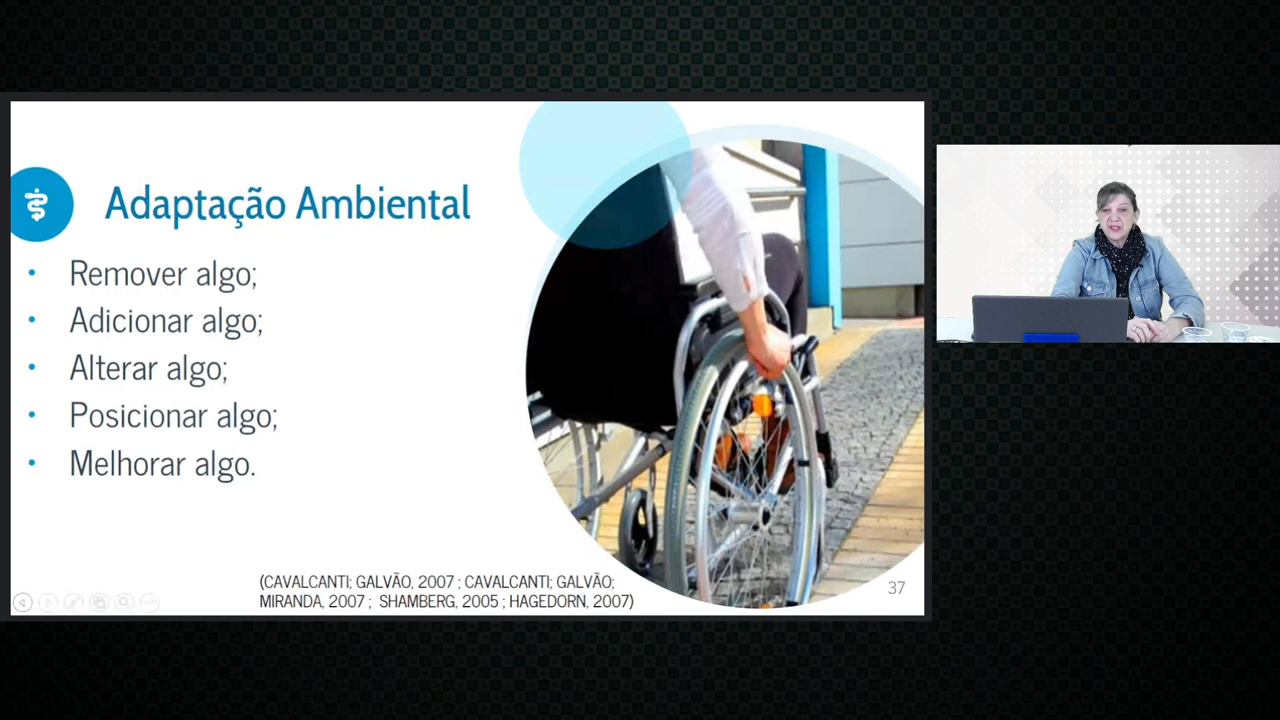 Adaptação Ambiental
• Remover algo;
• Adicionar algo;
• Alterar algo;
• Posicionar algo;
• Melhorar algo.
(CAVALCANTI; GALVÃO, 2007 ; CAVALCANTI; GALVÃO;
MIRANDA, 2007 ; SHAMBERG, 2005 ; HAGEDORN, 2007)
37